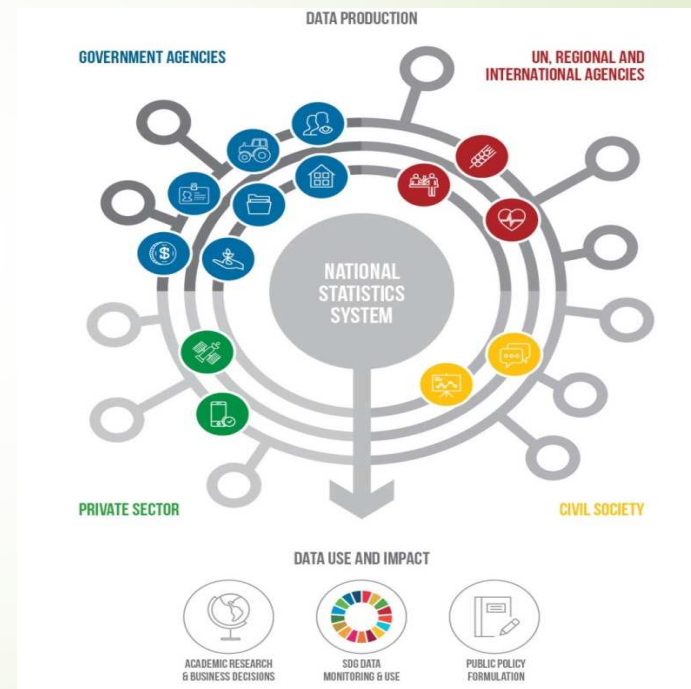 DATA PRODUCTION
GOVERNMENT AGENCIES
UN, REGIONAL AND
INTERNATIONAL AGENCIES
$
NATIONAL
STATISTICS
SYSTEM
PRIVATE SECTOR
CIVIL SOCIETY
DATA USE AND IMPACT
ACADEMIC RESEARCH
& BUSINESS DECISIONS
SDG DATA
MONITORING & USE
PUBLIC POLICY
FORMULATION